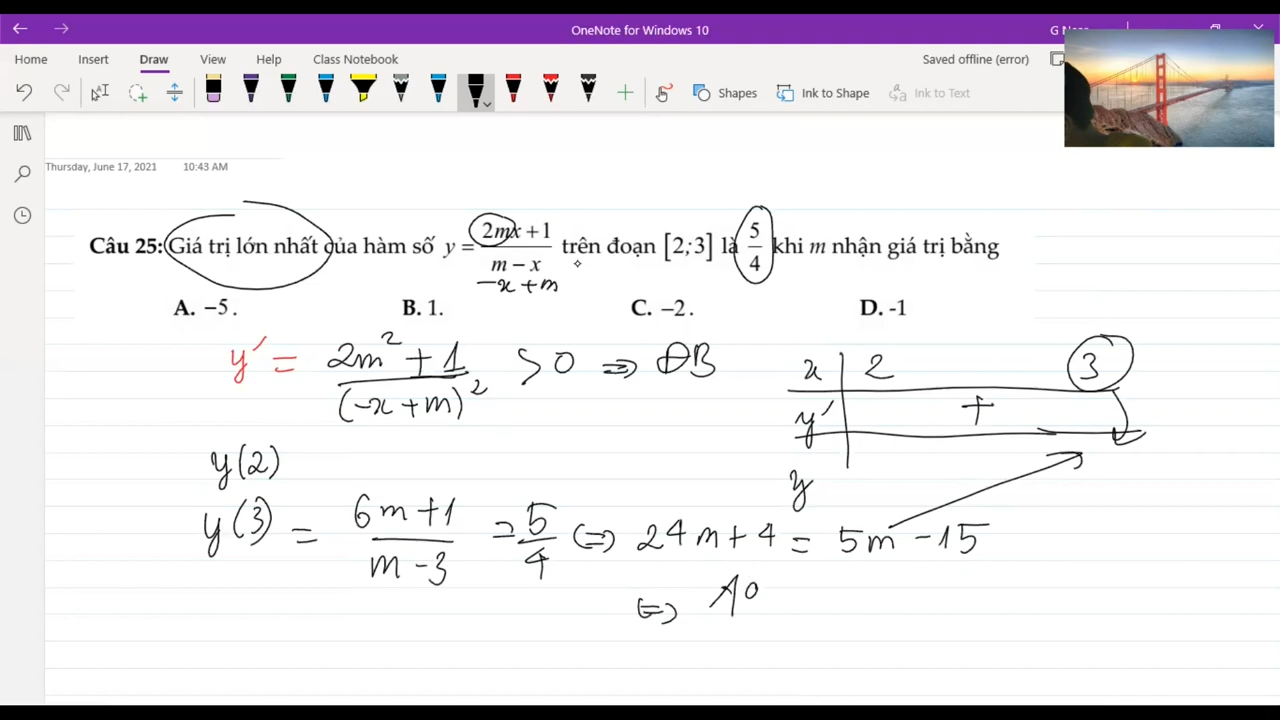 OneNote for Windows 10
Home Insert Draw View Help Class Notebook Saved offline (error)
Shapes Ink to Shape Ink to Text
Thursday, June 17, 2021 10:43 AM
Câu 25: Giá trị lớn nhất của hàm số y = (2mx + 1)/(m − x) trên đoạn [2;3] là 5/4 khi m nhận giá trị bằng
−x + m
A. −5. B. 1. C. −2. D. -1
y' = (2m² + 1)/(−x + m)² > 0 ⇒ ĐB
x 2 3
y' +
y
y(2)
y(3) = (6m + 1)/(m − 3) = 5/4 ⇔ 24m + 4 = 5m − 15
⇔